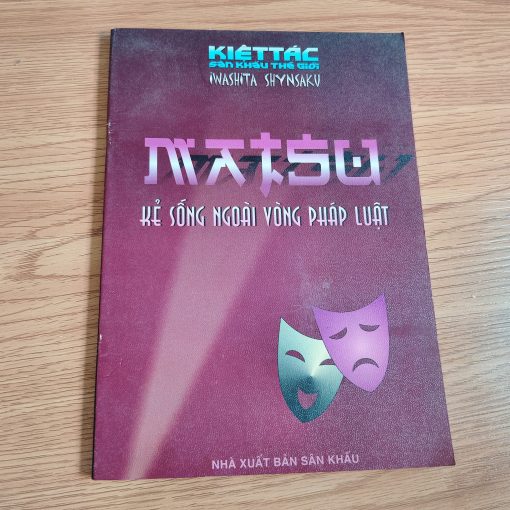 KIỆT TÁC
SÂN KHẤU THẾ GIỚI
IWASHITA SHYNSAKU
MATSU
KẺ SỐNG NGOÀI VÒNG PHÁP LUẬT
NHÀ XUẤT BẢN SÂN KHẤU